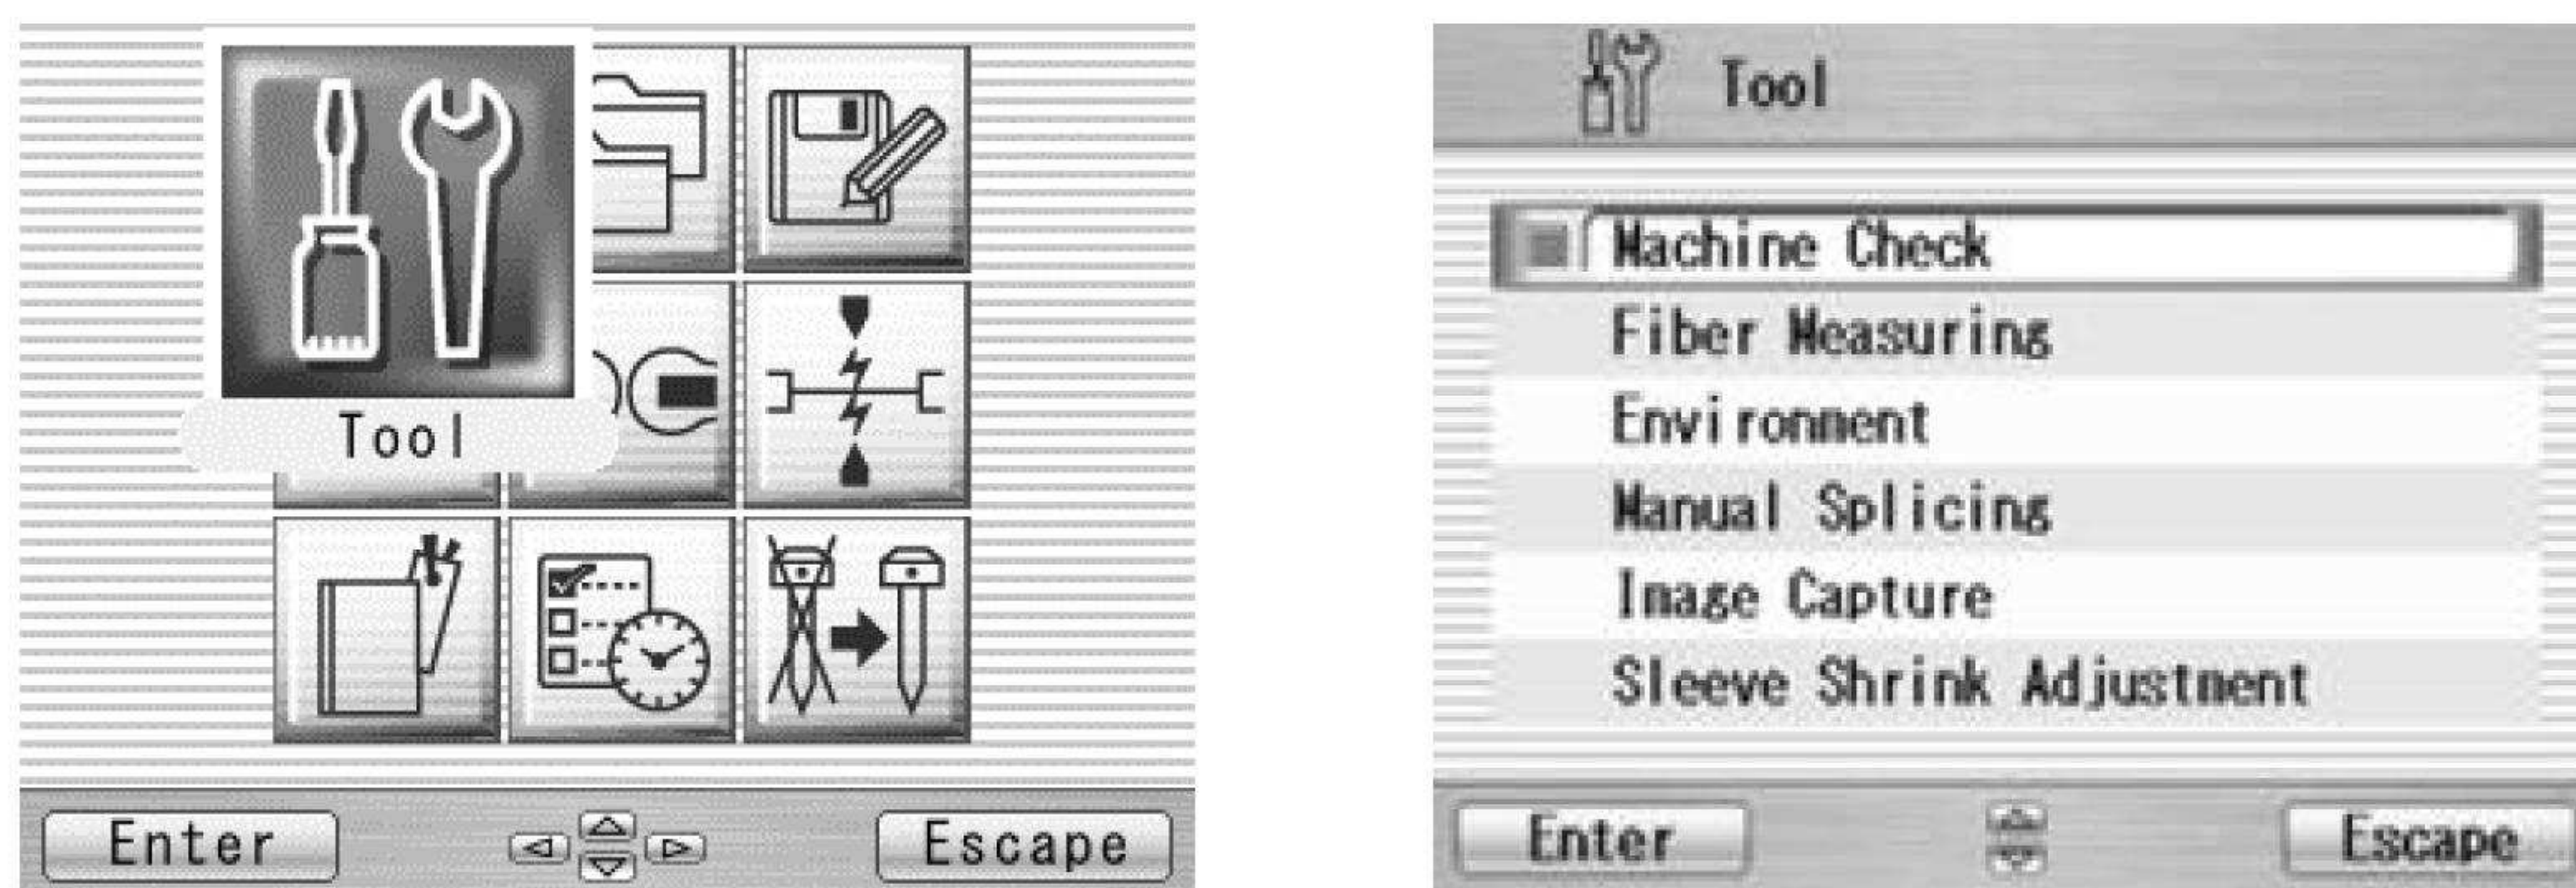 Tool
Enter
Escape
Tool
Machine Check
Fiber Measuring
Environment
Manual Splicing
Image Capture
Sleeve Shrink Adjustment
Enter
Escape